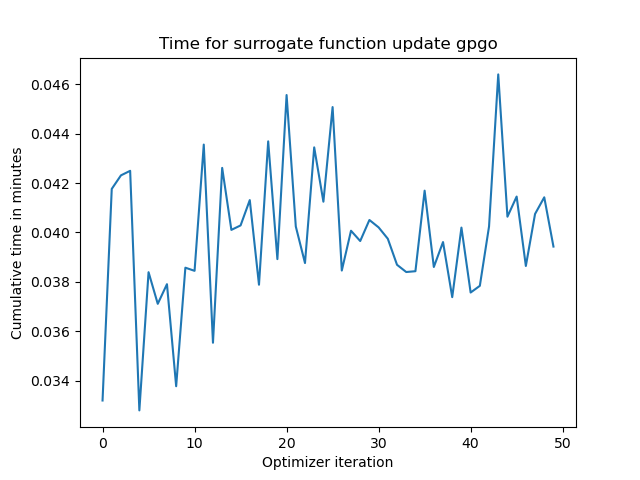 Time for surrogate function update gpgo
Cumulative time in minutes
0.046
0.044
0.042
0.040
0.038
0.036
0.034
0 10 20 30 40 50
Optimizer iteration